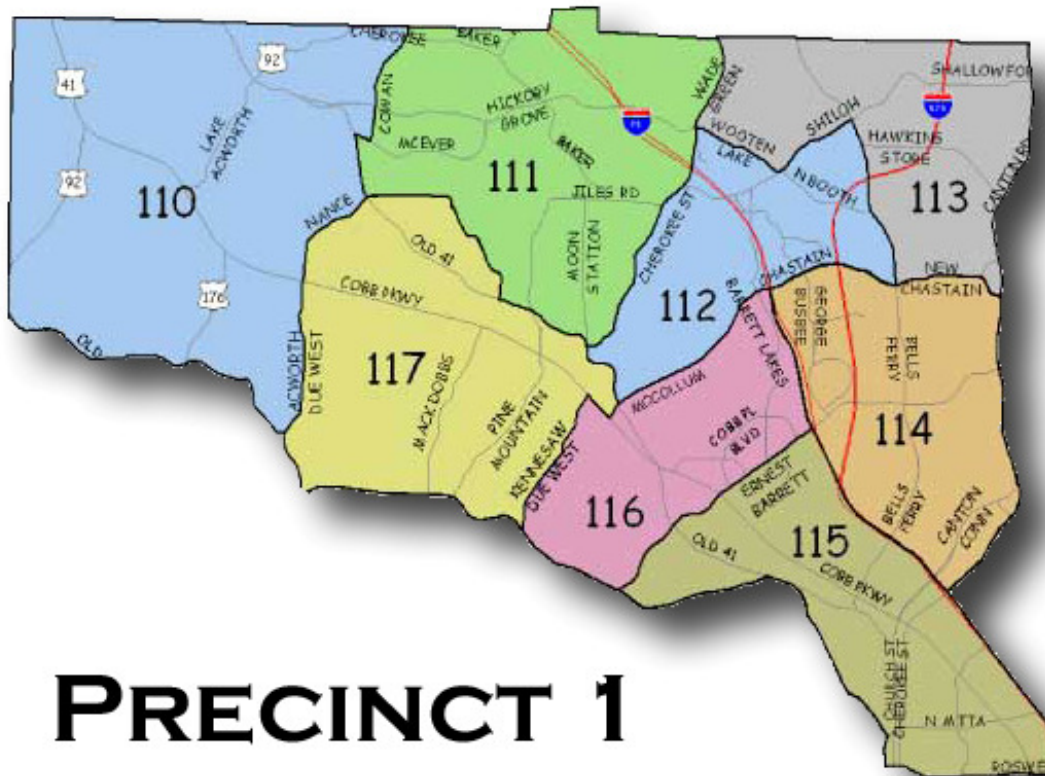 CHEROKEE
BAKER
92
41
COWAN
WADE
GREEN
SHALLOWFO
HICKORY
GROVE
75
575
WOOTEN
SHILOH
LAKE
ACWORTH
MCEVER
BAKER
LAKE
HAWKINS
STORE
92
110
111
JILES RD
N BOOTH
113
CANTON RD
NANCE
OLD 41
MOON
STATION
CHEROKEE ST
CHASTAIN
NEW
CHASTAIN
COBB PKWY
176
112
BARRETT LAKES
GEORGE
BUSBEE
BELLS
FERRY
OLD
ACWORTH
DUE WEST
117
MACK DOBBS
MCCOLLUM
PINE
MOUNTAIN
COBB PL
BLVD
114
KENNESAW
DUE WEST
116
ERNEST
BARRETT
BELLS
FERRY
CANTON
CONN
OLD 41
115
COBB PKWY
CHURCH ST
CHEROKEE ST
N MTTA
ROSWE
PRECINCT 1